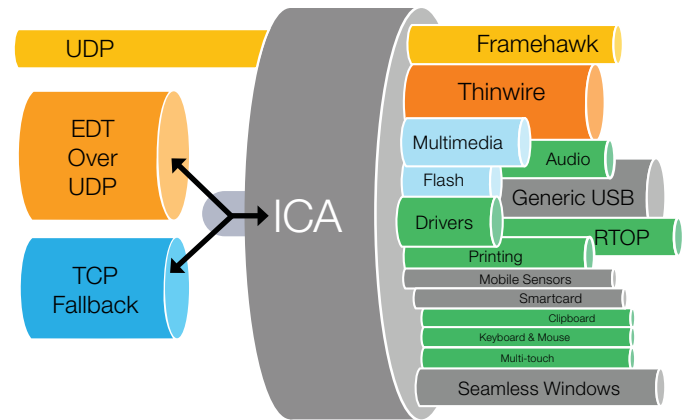 UDP
EDT
Over
UDP
TCP
Fallback
ICA
Framehawk
Thinwire
Multimedia
Audio
Flash
Generic USB
Drivers
RTOP
Printing
Mobile Sensors
Smartcard
Clipboard
Keyboard & Mouse
Multi-touch
Seamless Windows